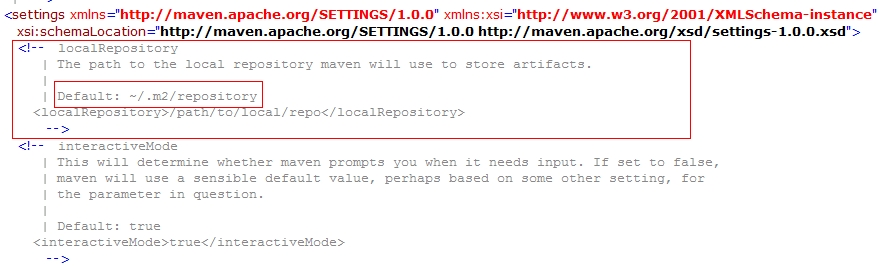 <settings xmlns="http://maven.apache.org/SETTINGS/1.0.0" xmlns:xsi="http://www.w3.org/2001/XMLSchema-instance"
xsi:schemaLocation="http://maven.apache.org/SETTINGS/1.0.0 http://maven.apache.org/xsd/settings-1.0.0.xsd">
<!-- localRepository
| The path to the local repository maven will use to store artifacts.
|
| Default: ~/.m2/repository
<localRepository>/path/to/local/repo</localRepository>
-->
<!-- interactiveMode
| This will determine whether maven prompts you when it needs input. If set to false,
| maven will use a sensible default value, perhaps based on some other setting, for
| the parameter in question.
|
| Default: true
<interactiveMode>true</interactiveMode>
-->